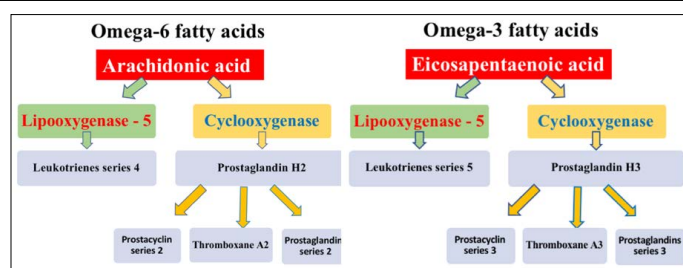 Omega-6 fatty acids
Arachidonic acid
Lipooxygenase - 5
Cyclooxygenase
Leukotrienes series 4
Prostaglandin H2
Prostacyclin
series 2
Thromboxane A2
Prostaglandins
series 2
Omega-3 fatty acids
Eicosapentaenoic acid
Lipooxygenase - 5
Cyclooxygenase
Leukotrienes series 5
Prostaglandin H3
Prostacyclin
series 3
Thromboxane A3
Prostaglandins
series 3